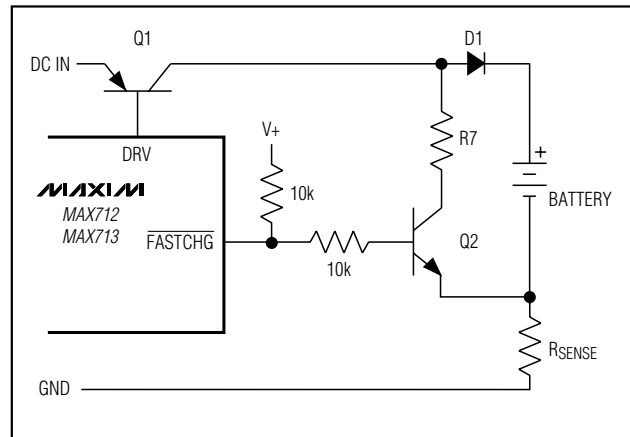 Q1
D1
DC IN
V+
R7
DRV
10k
+
MAXIM
MAX712
MAX713
BATTERY
FASTCHG
Q2
10k
RSENSE
GND